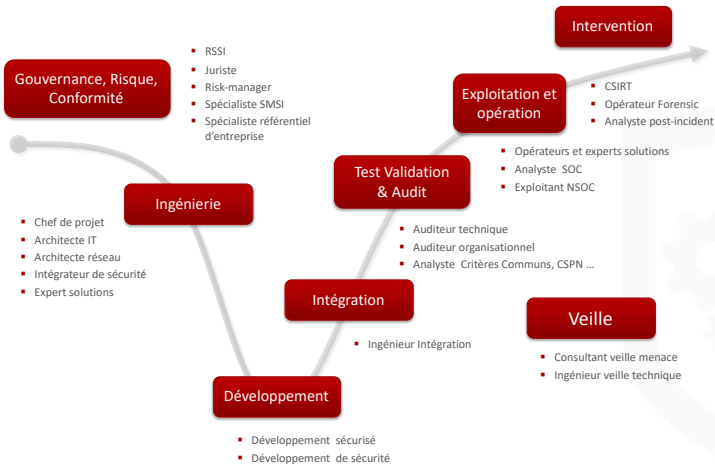 Gouvernance, Risque,
Conformité
▪ RSSI
▪ Juriste
▪ Risk-manager
▪ Spécialiste SMSI
▪ Spécialiste référentiel
d'entreprise
Ingénierie
▪ Chef de projet
▪ Architecte IT
▪ Architecte réseau
▪ Intégrateur de sécurité
▪ Expert solutions
Développement
▪ Développement sécurisé
▪ Développement de sécurité
Intégration
▪ Ingénieur Intégration
Test Validation
& Audit
▪ Auditeur technique
▪ Auditeur organisationnel
▪ Analyste Critères Communs, CSPN ...
Exploitation et
opération
▪ Opérateurs et experts solutions
▪ Analyste SOC
▪ Exploitant NSOC
Intervention
▪ CSIRT
▪ Opérateur Forensic
▪ Analyste post-incident
Veille
▪ Consultant veille menace
▪ Ingénieur veille technique